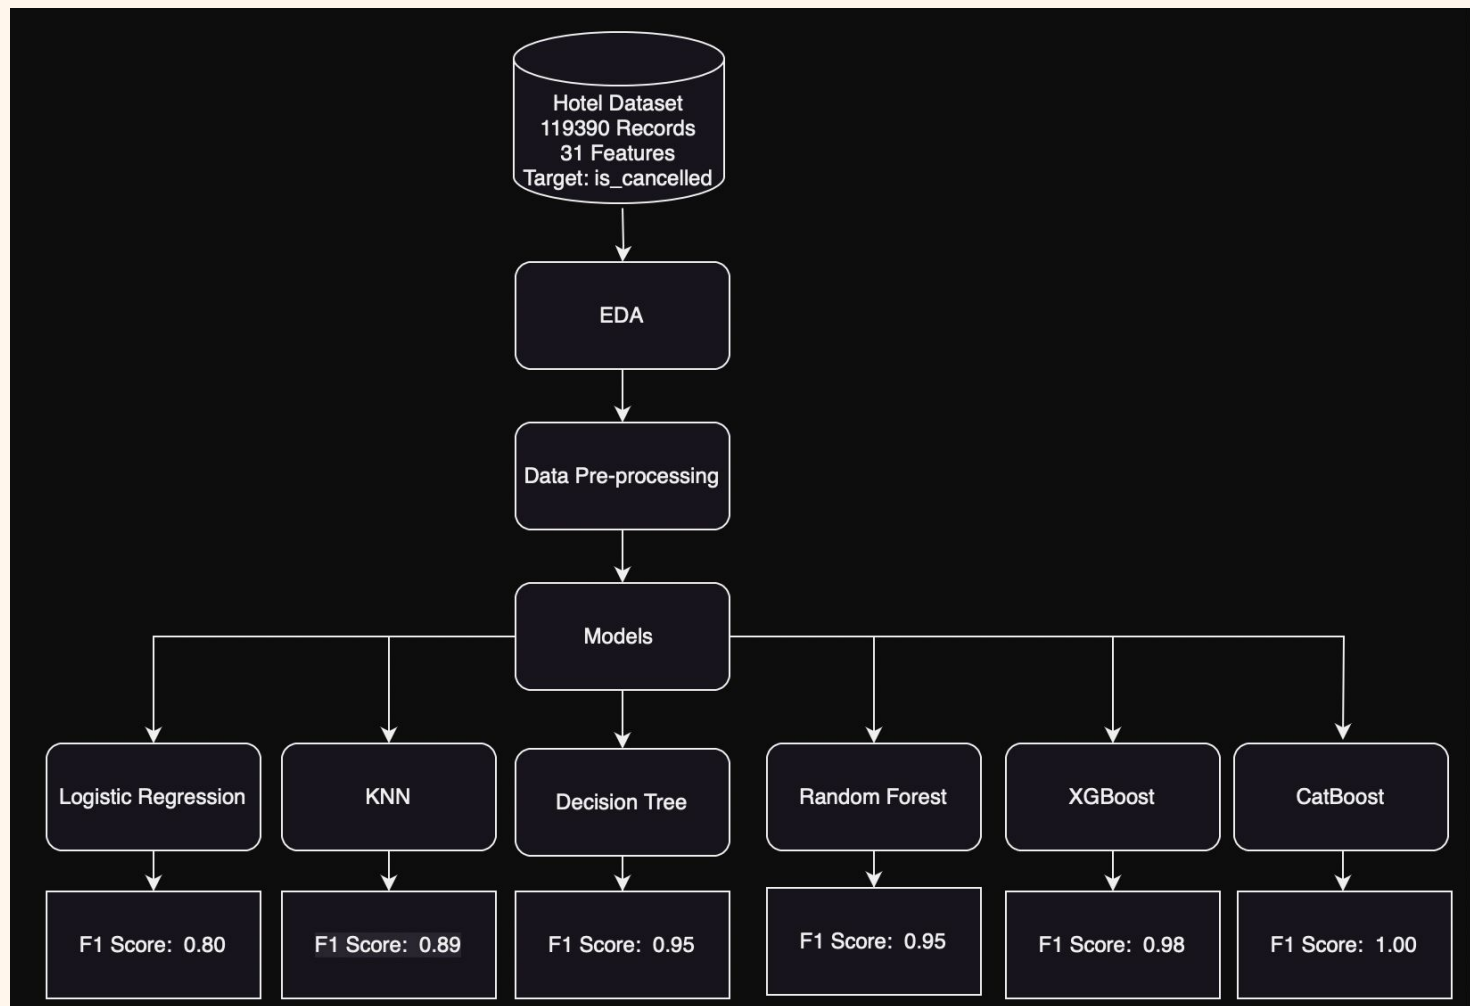 Hotel Dataset
119390 Records
31 Features
Target: is_cancelled
EDA
Data Pre-processing
Models
Logistic Regression
KNN
Decision Tree
Random Forest
XGBoost
CatBoost
F1 Score: 0.80
F1 Score: 0.89
F1 Score: 0.95
F1 Score: 0.95
F1 Score: 0.98
F1 Score: 1.00